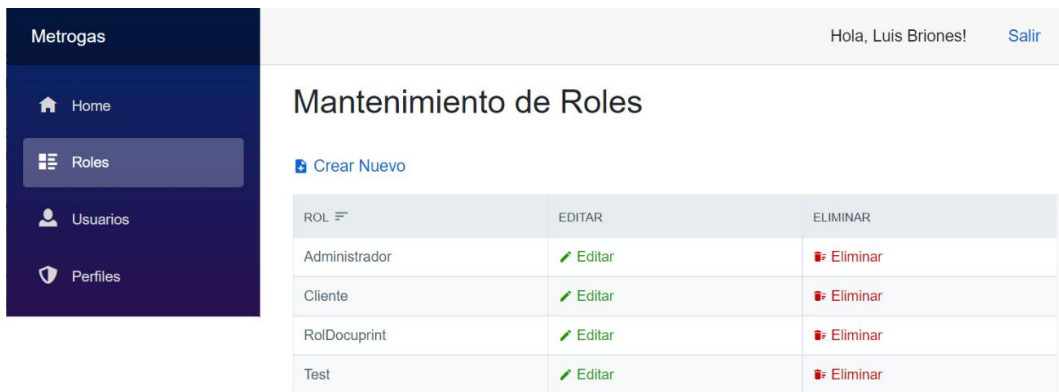 Metrogas
Hola, Luis Briones! Salir
Home
Roles
Usuarios
Perfiles
Mantenimiento de Roles
Crear Nuevo
ROL EDITAR ELIMINAR
Administrador Editar Eliminar
Cliente Editar Eliminar
RolDocuprint Editar Eliminar
Test Editar Eliminar